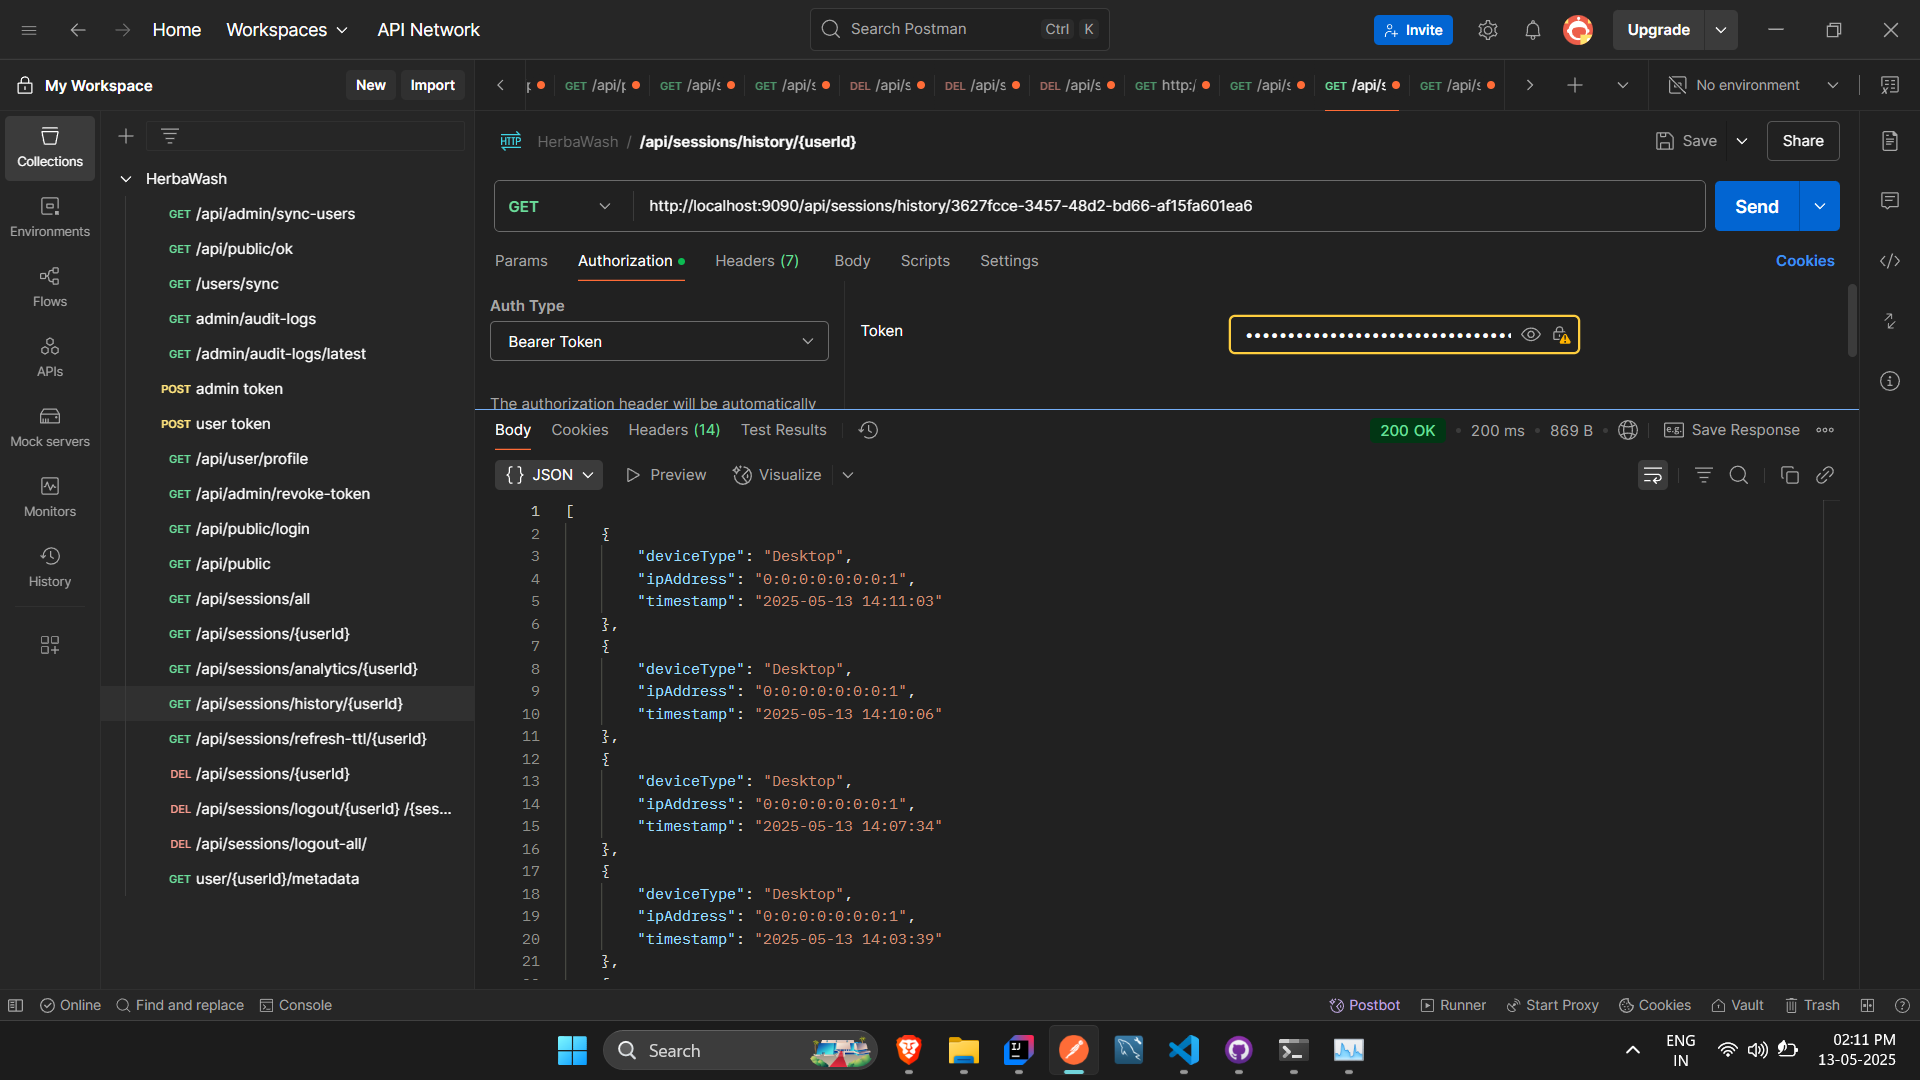 Home
Workspaces
API Network
Search Postman
Ctrl
K
Invite
Upgrade
My Workspace
New
Import
GET /api/p
GET /api/s
GET /api/s
DEL /api/s
DEL /api/s
DEL /api/s
GET http:/
GET /api/s
GET /api/s
GET /api/s
No environment
Collections
Environments
Flows
APIs
Mock servers
Monitors
History
HerbaWash
GET /api/admin/sync-users
GET /api/public/ok
GET /users/sync
GET admin/audit-logs
GET /admin/audit-logs/latest
POST admin token
POST user token
GET /api/user/profile
GET /api/admin/revoke-token
GET /api/public/login
GET /api/public
GET /api/sessions/all
GET /api/sessions/{userId}
GET /api/sessions/analytics/{userId}
GET /api/sessions/history/{userId}
GET /api/sessions/refresh-ttl/{userId}
DEL /api/sessions/{userId}
DEL /api/sessions/logout/{userId} /{ses...
DEL /api/sessions/logout-all/
GET user/{userId}/metadata
HTTP HerbaWash / /api/sessions/history/{userId}
Save
Share
GET
http://localhost:9090/api/sessions/history/3627fcce-3457-48d2-bd66-af15fa601ea6
Send
Params
Authorization
Headers (7)
Body
Scripts
Settings
Cookies
Auth Type
Bearer Token
Token
The authorization header will be automatically
Body
Cookies
Headers (14)
Test Results
200 OK
200 ms
869 B
e.g. Save Response
{} JSON
Preview
Visualize
1 [
2 {
3 "deviceType": "Desktop",
4 "ipAddress": "0:0:0:0:0:0:0:1",
5 "timestamp": "2025-05-13 14:11:03"
6 },
7 {
8 "deviceType": "Desktop",
9 "ipAddress": "0:0:0:0:0:0:0:1",
10 "timestamp": "2025-05-13 14:10:06"
11 },
12 {
13 "deviceType": "Desktop",
14 "ipAddress": "0:0:0:0:0:0:0:1",
15 "timestamp": "2025-05-13 14:07:34"
16 },
17 {
18 "deviceType": "Desktop",
19 "ipAddress": "0:0:0:0:0:0:0:1",
20 "timestamp": "2025-05-13 14:03:39"
21 },
Online
Find and replace
Console
Postbot
Runner
Start Proxy
Cookies
Vault
Trash
Search
IJ
ENG
IN
02:11 PM
13-05-2025